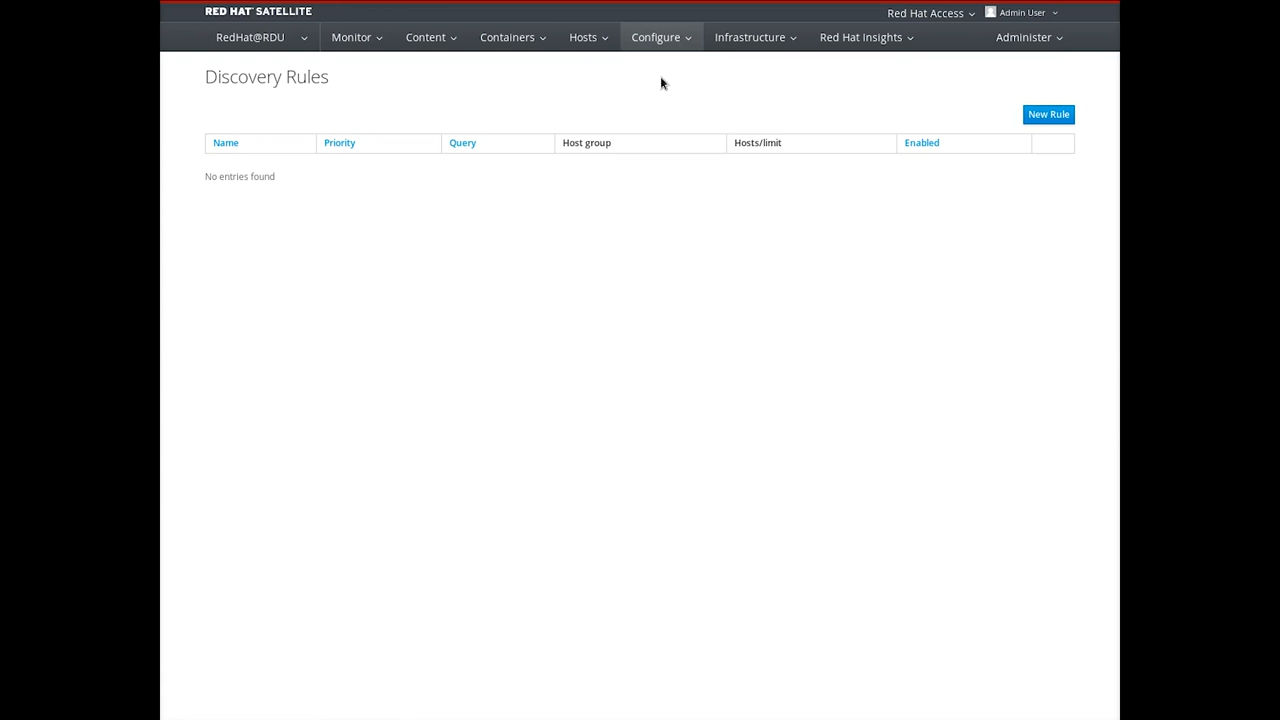 RED HAT SATELLITE
Red Hat Access Admin User
RedHat@RDU Monitor Content Containers Hosts Configure Infrastructure Red Hat Insights Administer
Discovery Rules
New Rule
Name Priority Query Host group Hosts/limit Enabled
No entries found